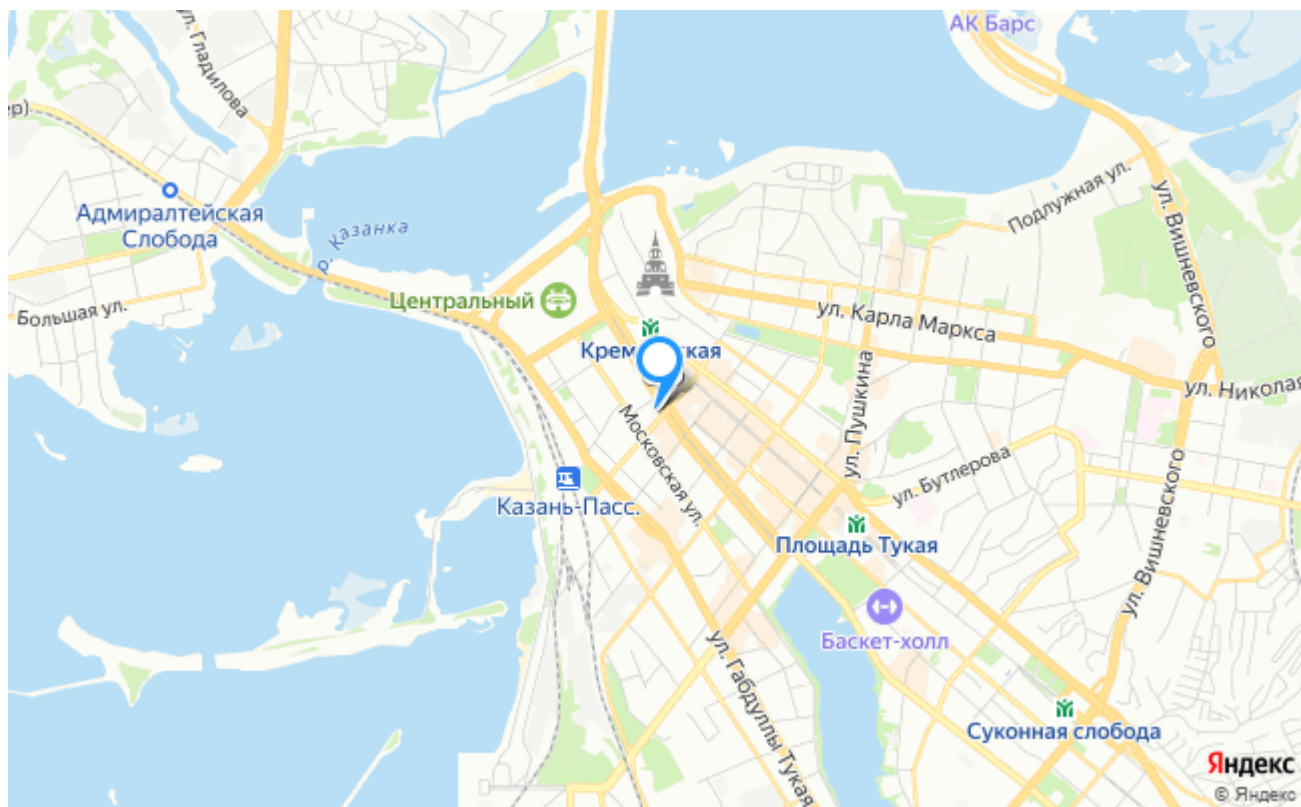 АК Барс
ул. Гладилова
ер)
Подлужная ул.
ул. Вишневского
Адмиралтейская
Слобода
р. Казанка
Центральный
Большая ул.
ул. Карла Маркса
ул. Николая
ул. Пушкина
Московская ул.
ул. Бутлерова
Казань-Пасс.
Площадь Тукая
ул. Вишневского
Баскет-холл
ул. Габдуллы Тукая
Суконная слобода
Яндекс
© Яндекс